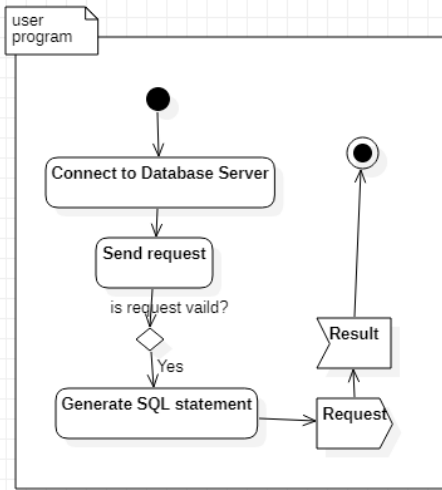 user
program
Connect to Database Server
Send request
is request vaild?
Yes
Generate SQL statement
Result
Request